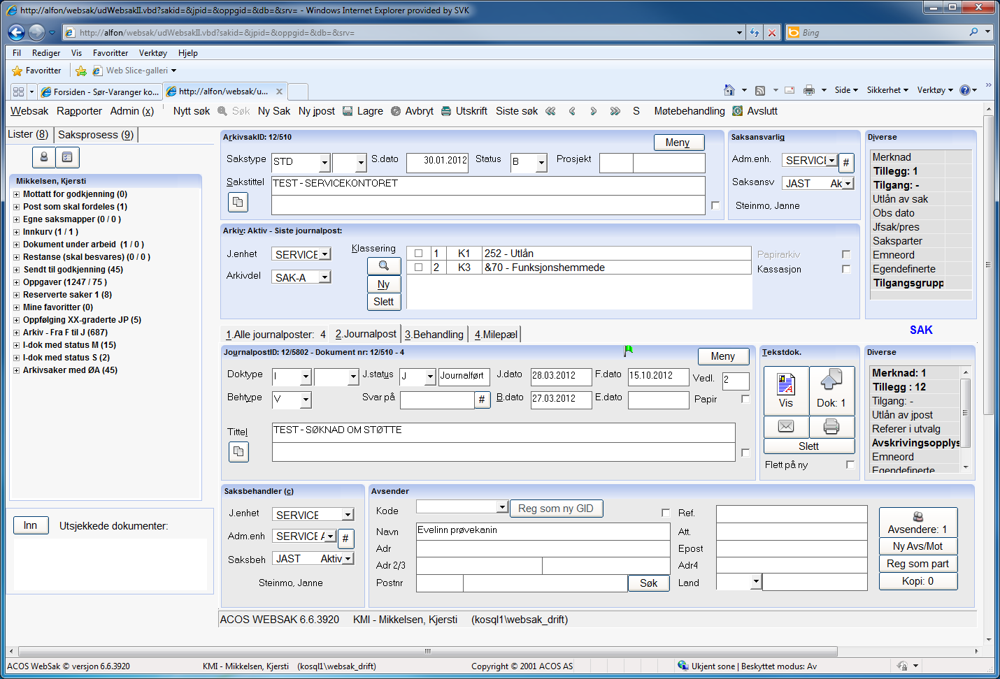 http://alfon/websak/udWebsakII.vbd?sakid=&jpid=&oppgid=&db=&srv= - Windows Internet Explorer provided by SVK
http://alfon/websak/udWebsakII.vbd?sakid=&jpid=&oppgid=&db=&srv=
Bing
Fil Rediger Vis Favoritter Verktøy Hjelp
Favoritter Web Slice-galleri
Forsiden - Sør-Varanger ko... http://alfon/websak/u... x
Side Sikkerhet Verktøy
Websak Rapporter Admin (x) Nytt søk Søk Ny Sak Ny jpost Lagre Avbryt Utskrift Siste søk S Møtebehandling Avslutt
Lister (8) Saksprosess (9)
Mikkelsen, Kjersti
Mottatt for godkjenning (0)
Post som skal fordeles (1)
Egne saksmapper (0 / 0 )
Innkurv (1 / 1 )
Dokument under arbeid (1 / 0 )
Restanse (skal besvares) (0 / 0 )
Sendt til godkjenning (45)
Oppgaver (1247 / 75 )
Reserverte saker 1 (8)
Mine favoritter (0)
Oppfølging XX-graderte JP (5)
Arkiv - Fra F til J (687)
I-dok med status M (15)
I-dok med status S (2)
Arkivsaker med ØA (45)
Inn Utsjekkede dokumenter:
ArkivsakID: 12/510
Meny
Sakstype STD S.dato 30.01.2012 Status B Prosjekt
Sakstittel TEST - SERVICEKONTORET
Saksansvarlig
Adm.enh. SERVICE #
Saksansv JAST Ak
Steinmo, Janne
Diverse
Merknad
Tillegg: 1
Tilgang: -
Utlån av sak
Obs dato
Jfsak/pres
Saksparter
Emneord
Egendefinerte
Tilgangsgrupp
Arkiv: Aktiv - Siste journalpost:
J.enhet SERVICE
Arkivdel SAK-A
Klassering
Ny
Slett
1 K1 252 - Utlån
2 K3 &70 - Funksjonshemmede
Papirarkiv
Kassasjon
1.Alle journalposter: 4 2.Journalpost 3.Behandling 4.Milepæl
SAK
JournalpostID: 12/5802 - Dokument nr: 12/510 - 4
Meny
Doktype I J.status J Journalført J.dato 28.03.2012 F.dato 15.10.2012 Vedl. 2
Behtype V Svar på # B.dato 27.03.2012 E.dato Papir
Tittel TEST - SØKNAD OM STØTTE
Tekstdok.
Vis Dok: 1
Slett
Flett på ny
Diverse
Merknad: 1
Tillegg : 12
Tilgang: -
Utlån av jpost
Referer i utvalg
Avskrivingsopplys
Emneord
Egendefinerte
Saksbehandler (c)
J.enhet SERVICE
Adm.enh SERVICE A #
Saksbeh JAST Aktiv
Steinmo, Janne
Avsender
Kode Reg som ny GID
Navn Evelinn prøvekanin
Adr
Adr 2/3
Postnr Søk
Ref.
Att.
Epost
Adr4
Land
Avsendere: 1
Ny Avs/Mot
Reg som part
Kopi: 0
ACOS WEBSAK 6.6.3920 KMI - Mikkelsen, Kjersti (kosql1\websak_drift)
ACOS WebSak © versjon 6.6.3920 KMI - Mikkelsen, Kjersti (kosql1\websak_drift) Copyright © 2001 ACOS AS Ukjent sone | Beskyttet modus: Av